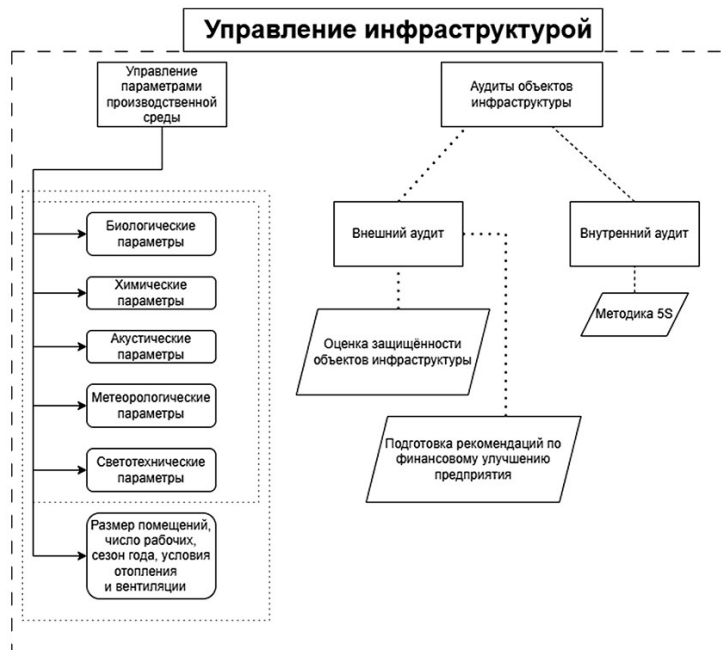 Управление инфраструктурой
Управление
параметрами
производственной
среды
Биологические
параметры
Химические
параметры
Акустические
параметры
Метеорологические
параметры
Светотехнические
параметры
Размер помещений,
число рабочих,
сезон года, условия
отопления
и вентиляции
Аудиты объектов
инфраструктуры
Внешний аудит
Внутренний аудит
Оценка защищённости
объектов инфраструктуры
Методика 5S
Подготовка рекомендаций по
финансовому улучшению
предприятия